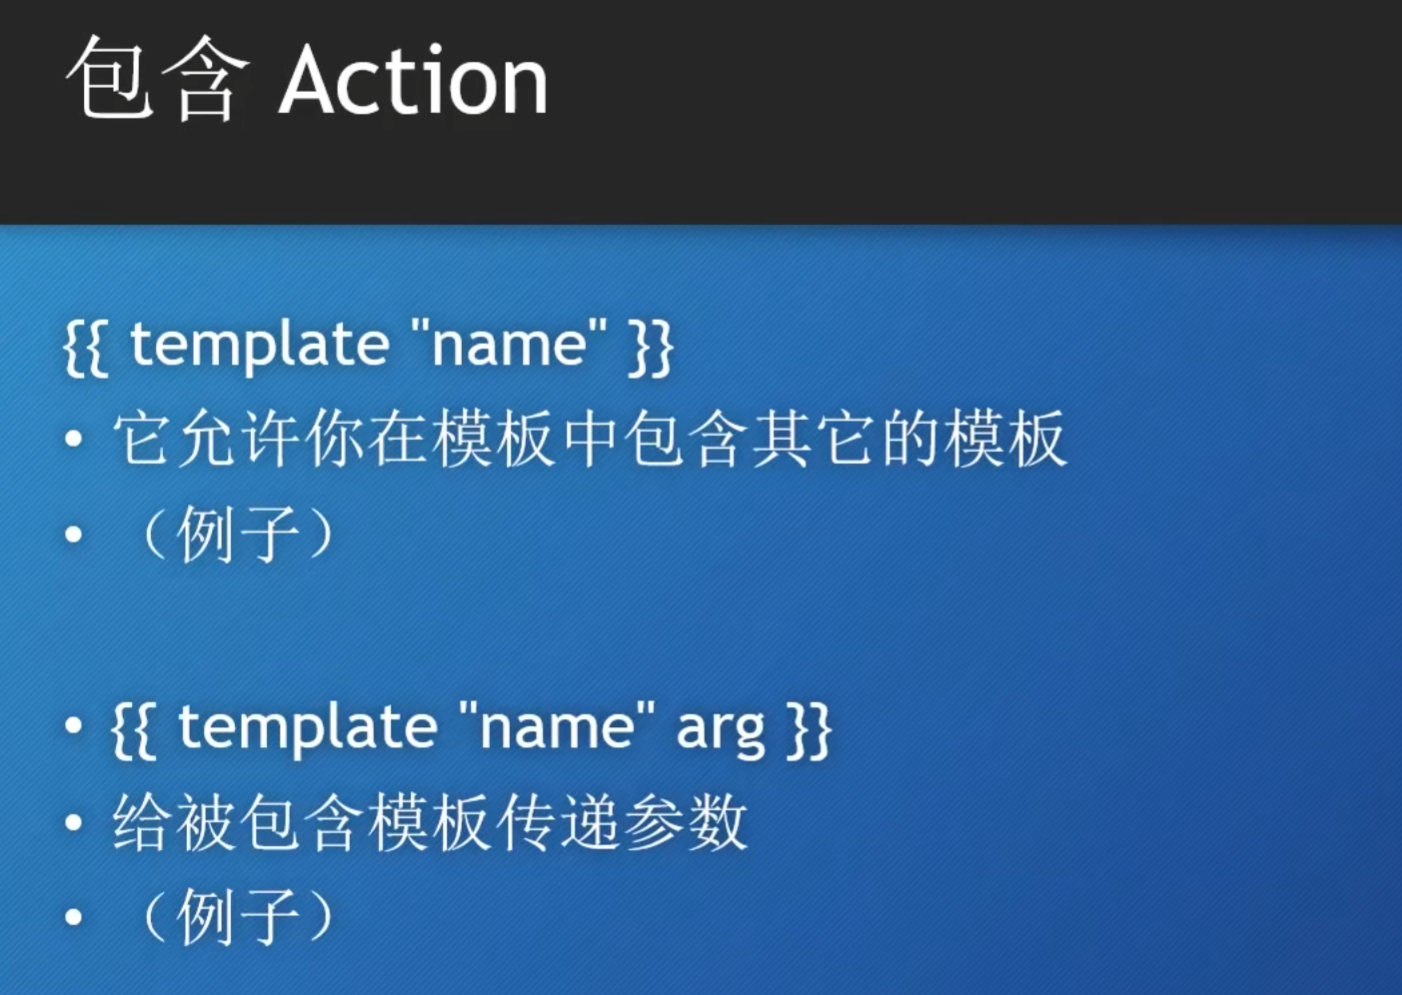 包含 Action
{{ template "name" }}
• 它允许你在模板中包含其它的模板
• （例子）
• {{ template "name" arg }}
• 给被包含模板传递参数
• （例子）